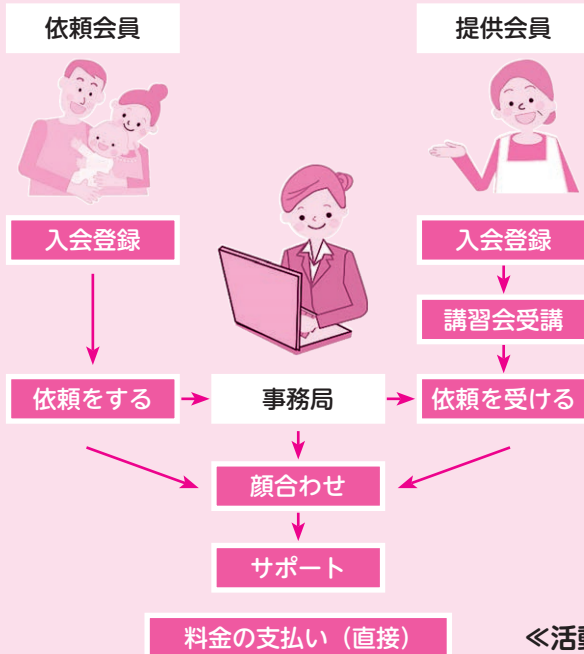 依頼会員
提供会員
入会登録
入会登録
講習会受講
依頼をする
事務局
依頼を受ける
顔合わせ
サポート
料金の支払い（直接）
≪活動